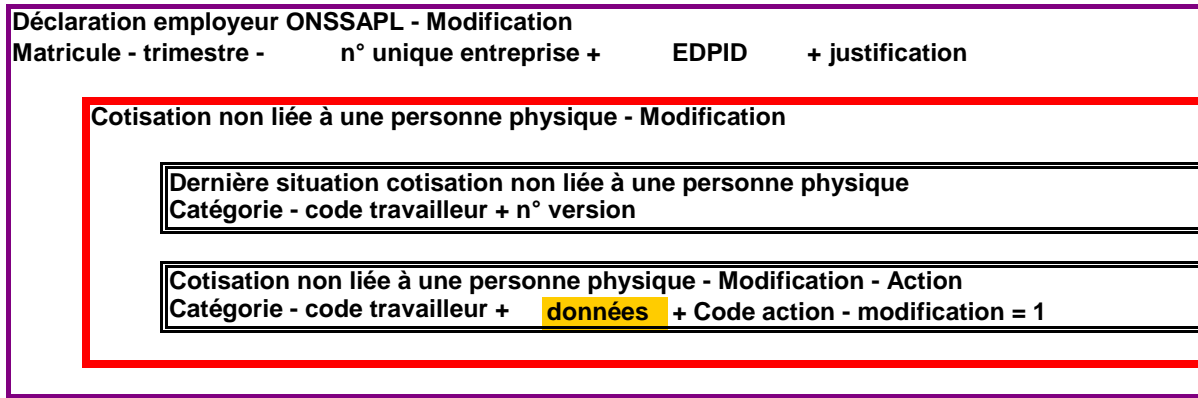 Déclaration employeur ONSSAPL - Modification
Matricule - trimestre - n° unique entreprise + EDPID + justification
Cotisation non liée à une personne physique - Modification
Dernière situation cotisation non liée à une personne physique
Catégorie - code travailleur + n° version
Cotisation non liée à une personne physique - Modification - Action
Catégorie - code travailleur + données + Code action - modification = 1